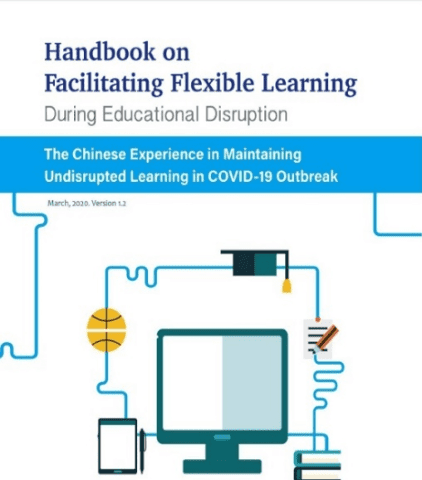 Handbook on
Facilitating Flexible Learning
During Educational Disruption
The Chinese Experience in Maintaining
Undisrupted Learning in COVID-19 Outbreak
March, 2020. Version 1.2